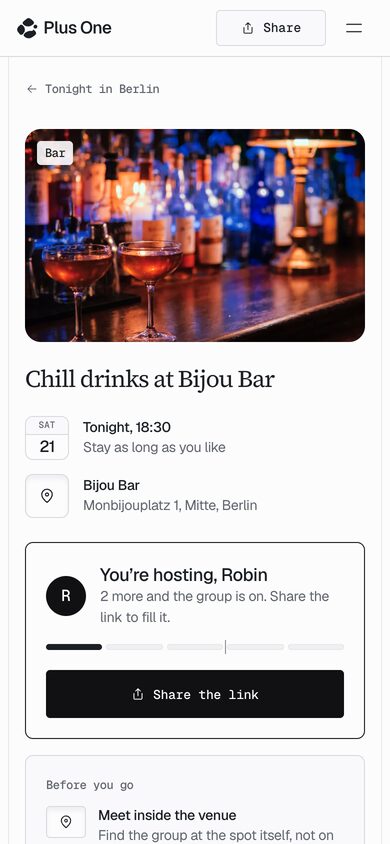 Plus One
Share
← Tonight in Berlin
Bar
Chill drinks at Bijou Bar
SAT
21
Tonight, 18:30
Stay as long as you like
Bijou Bar
Monbijouplatz 1, Mitte, Berlin
R
You’re hosting, Robin
2 more and the group is on. Share the
link to fill it.
Share the link
Before you go
Meet inside the venue
Find the group at the spot itself, not on